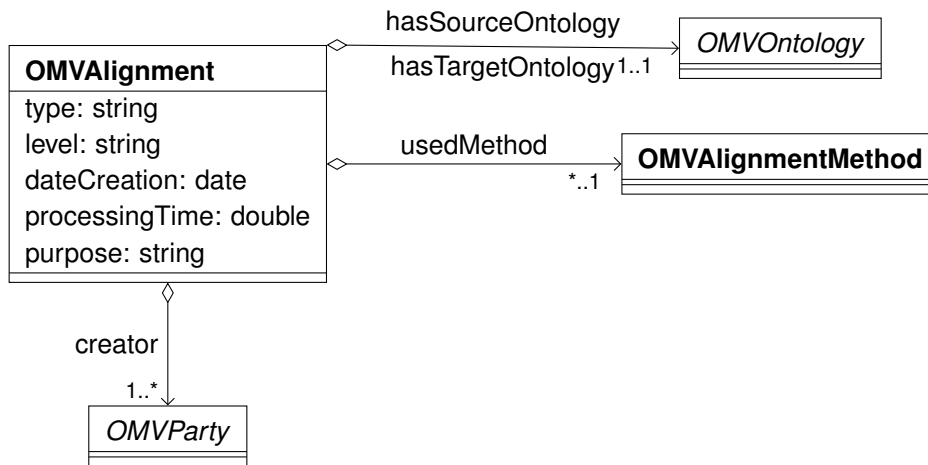 hasSourceOntology
OMVOntology
OMVAlignment
hasTargetOntology 1..1
type: string
level: string
usedMethod
OMVAlignmentMethod
dateCreation: date
*..1
processingTime: double
purpose: string
creator
1..*
OMVParty